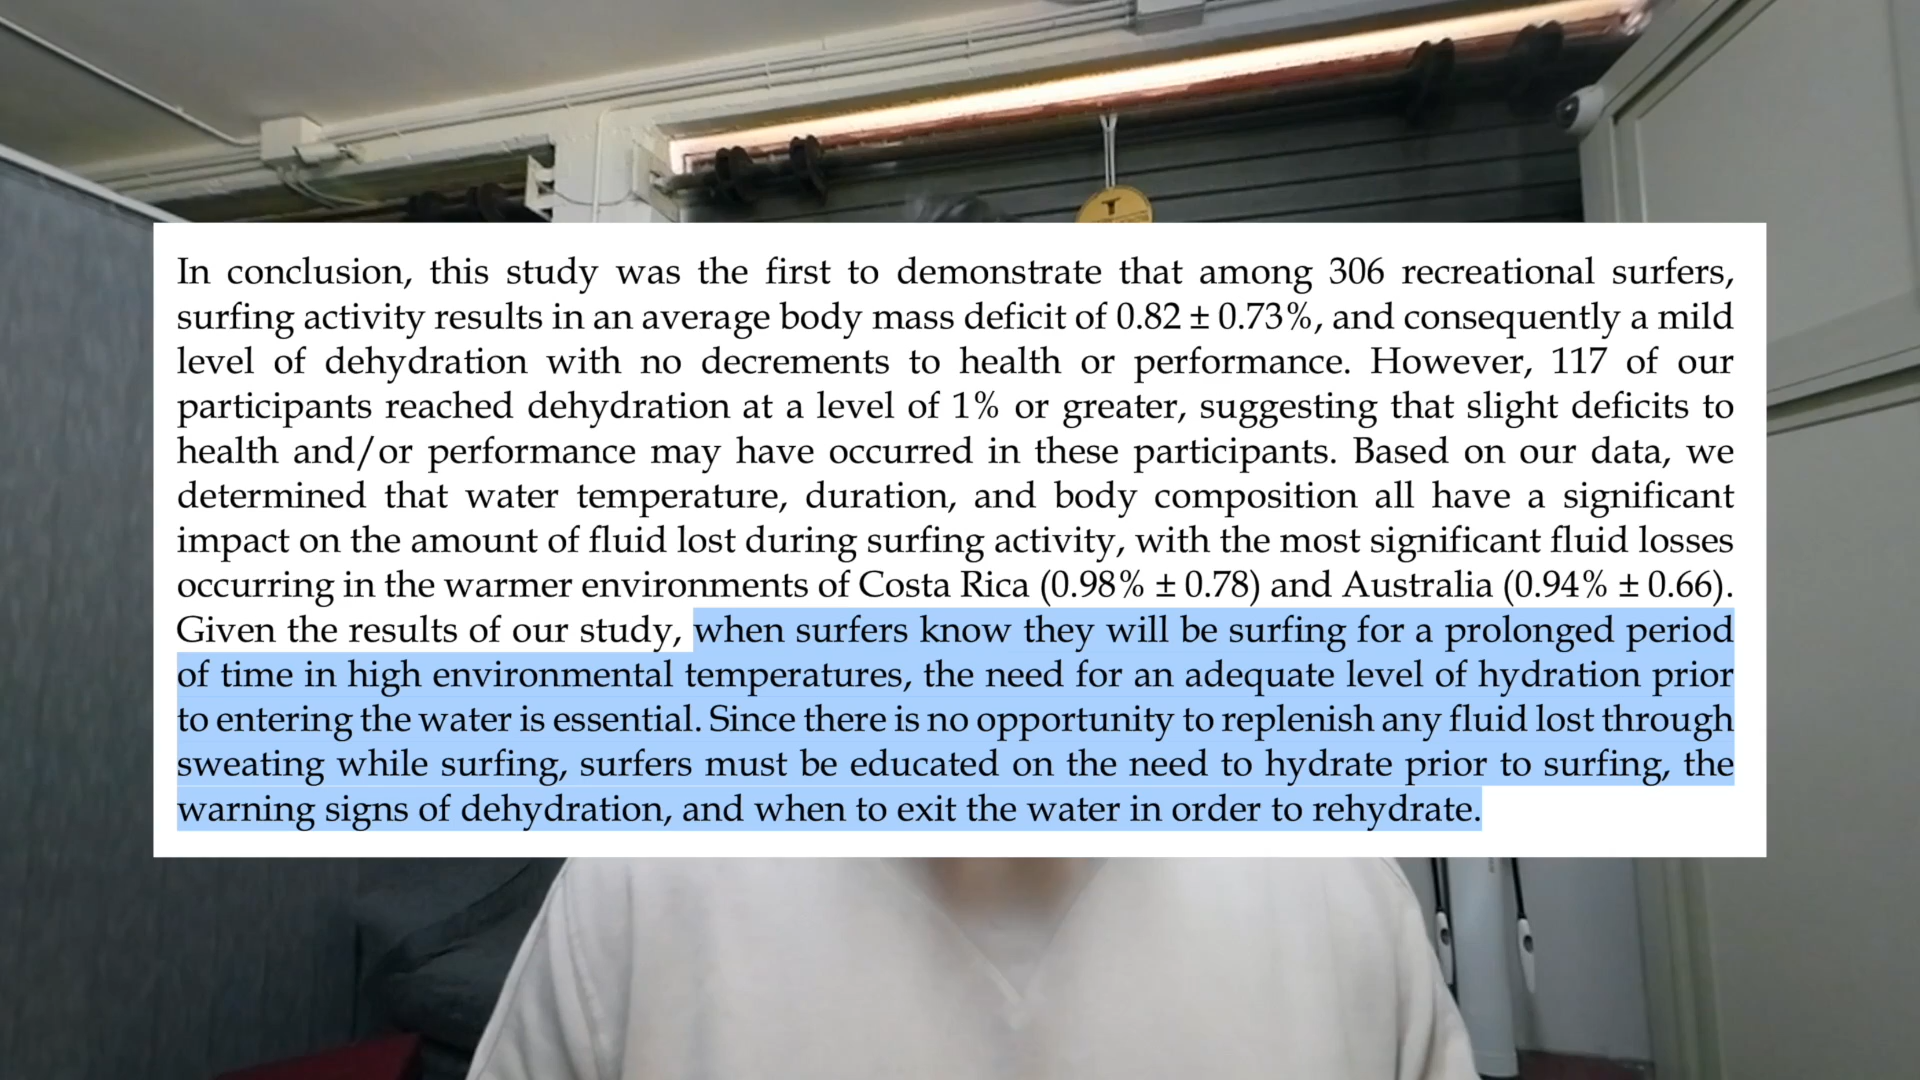 In conclusion, this study was the first to demonstrate that among 306 recreational surfers,
surfing activity results in an average body mass deficit of 0.82 ± 0.73%, and consequently a mild
level of dehydration with no decrements to health or performance. However, 117 of our
participants reached dehydration at a level of 1% or greater, suggesting that slight deficits to
health and/or performance may have occurred in these participants. Based on our data, we
determined that water temperature, duration, and body composition all have a significant
impact on the amount of fluid lost during surfing activity, with the most significant fluid losses
occurring in the warmer environments of Costa Rica (0.98% ± 0.78) and Australia (0.94% ± 0.66).
Given the results of our study, when surfers know they will be surfing for a prolonged period
of time in high environmental temperatures, the need for an adequate level of hydration prior
to entering the water is essential. Since there is no opportunity to replenish any fluid lost through
sweating while surfing, surfers must be educated on the need to hydrate prior to surfing, the
warning signs of dehydration, and when to exit the water in order to rehydrate.